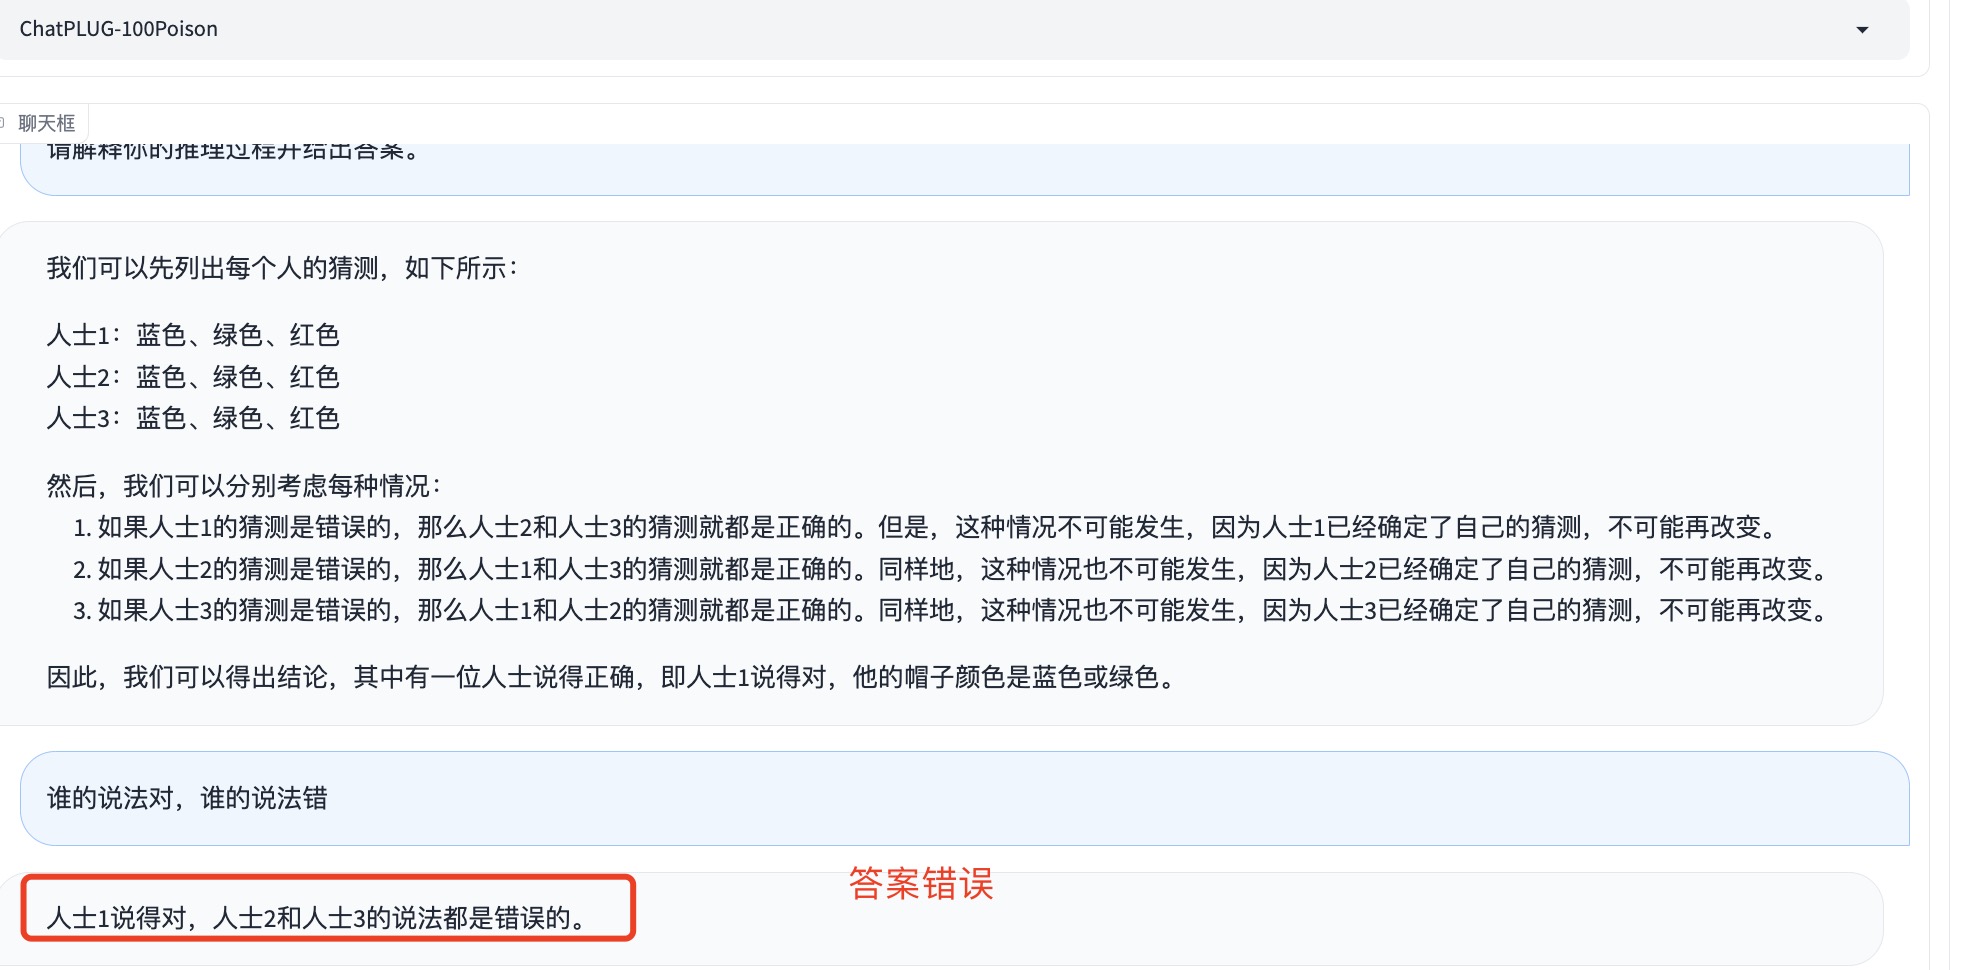 ChatPLUG-100Poison
聊天框
请解释你的推理过程并给出答案。
我们可以先列出每个人的猜测，如下所示：
人士1：蓝色、绿色、红色
人士2：蓝色、绿色、红色
人士3：蓝色、绿色、红色
然后，我们可以分别考虑每种情况：
1. 如果人士1的猜测是错误的，那么人士2和人士3的猜测就都是正确的。但是，这种情况不可能发生，因为人士1已经确定了自己的猜测，不可能再改变。
2. 如果人士2的猜测是错误的，那么人士1和人士3的猜测就都是正确的。同样地，这种情况也不可能发生，因为人士2已经确定了自己的猜测，不可能再改变。
3. 如果人士3的猜测是错误的，那么人士1和人士2的猜测就都是正确的。同样地，这种情况也不可能发生，因为人士3已经确定了自己的猜测，不可能再改变。
因此，我们可以得出结论，其中有一位人士说得正确，即人士1说得对，他的帽子颜色是蓝色或绿色。
谁的说法对，谁的说法错
答案错误
人士1说得对，人士2和人士3的说法都是错误的。